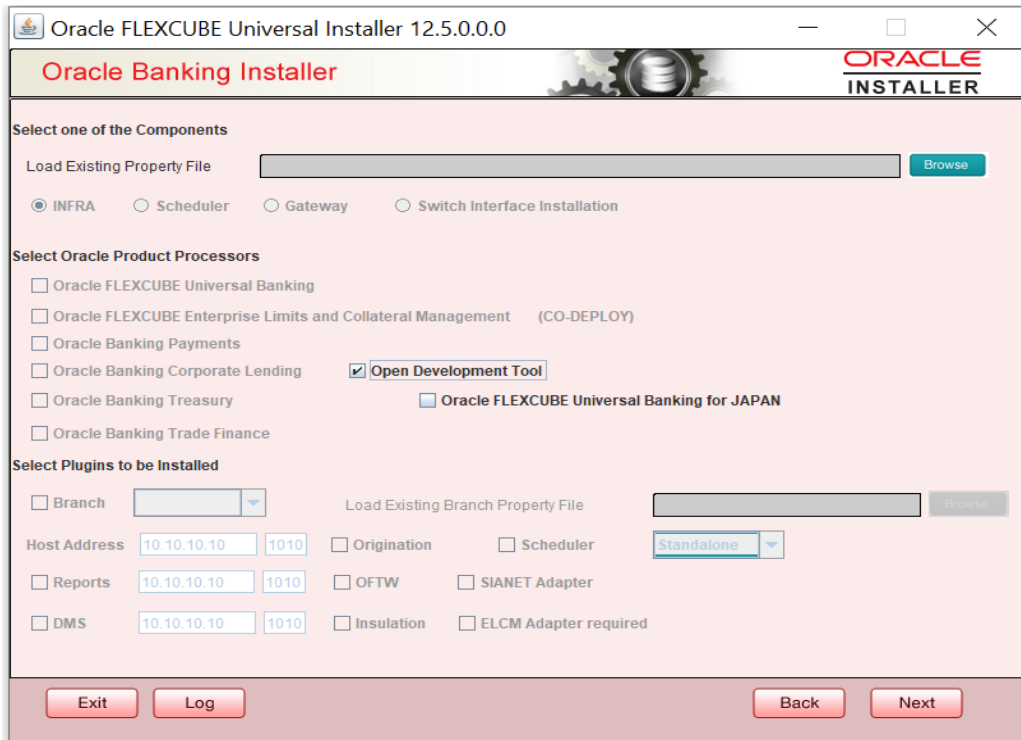 Oracle FLEXCUBE Universal Installer 12.5.0.0.0
Oracle Banking Installer
ORACLE
INSTALLER
Select one of the Components
Load Existing Property File Browse
INFRA Scheduler Gateway Switch Interface Installation
Select Oracle Product Processors
Oracle FLEXCUBE Universal Banking
Oracle FLEXCUBE Enterprise Limits and Collateral Management (CO-DEPLOY)
Oracle Banking Payments
Oracle Banking Corporate Lending Open Development Tool
Oracle Banking Treasury Oracle FLEXCUBE Universal Banking for JAPAN
Oracle Banking Trade Finance
Select Plugins to be Installed
Branch Load Existing Branch Property File Browse
Host Address 10.10.10.10 1010 Origination Scheduler Standalone
Reports 10.10.10.10 1010 OFTW SIANET Adapter
DMS 10.10.10.10 1010 Insulation ELCM Adapter required
Exit Log Back Next